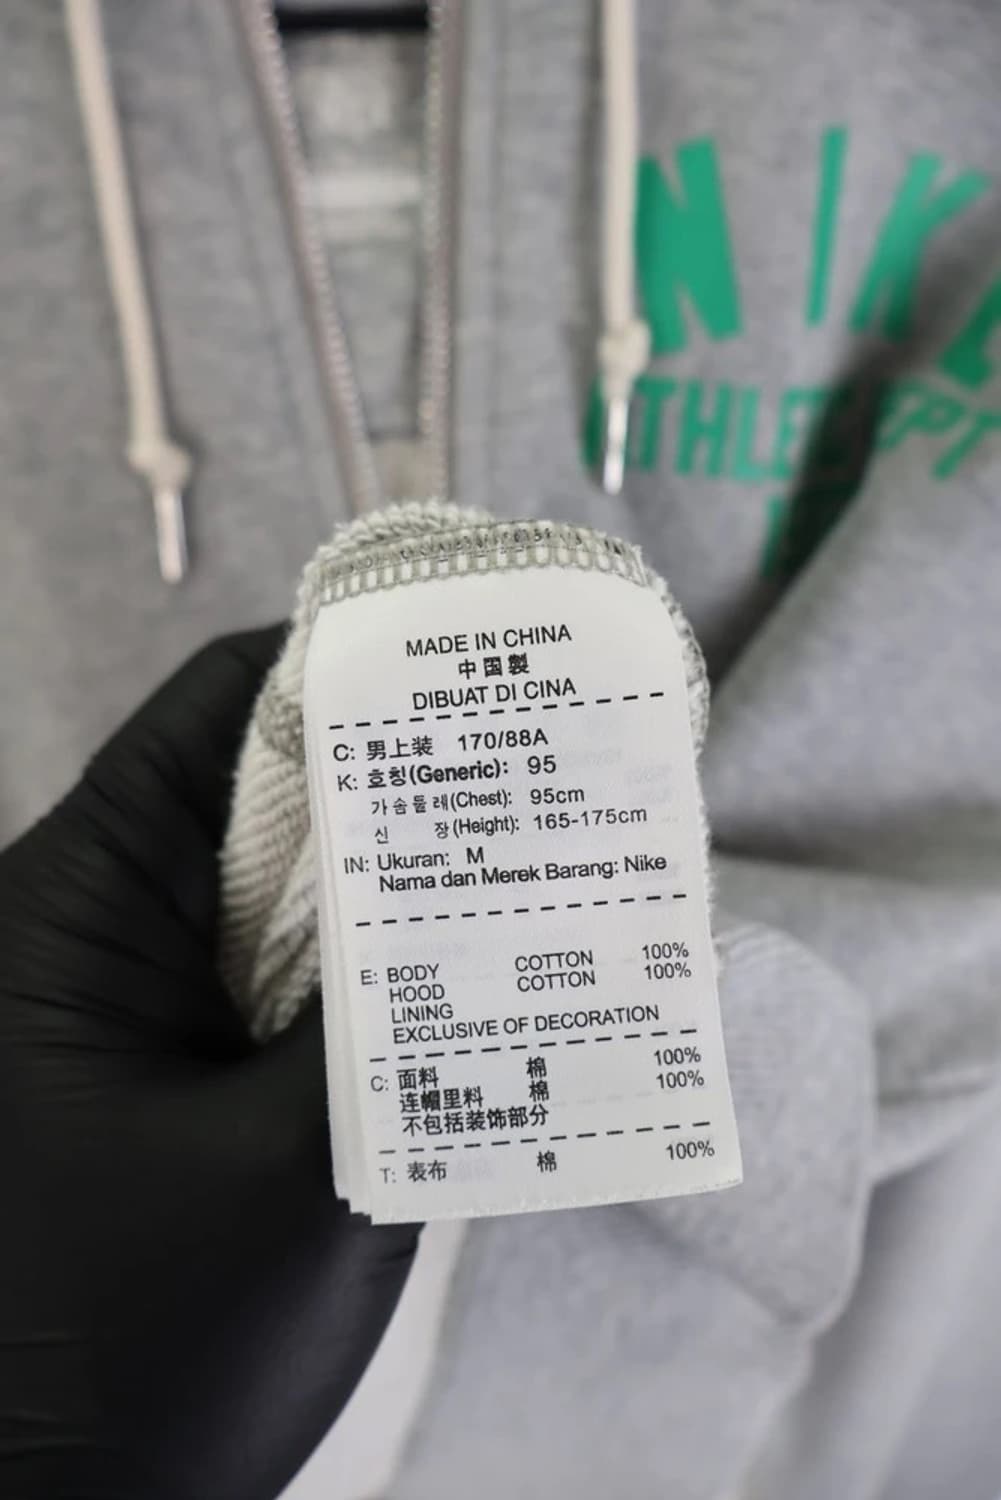 NIKE
ATHLETIC DEPT
MADE IN CHINA
中国製
DIBUAT DI CINA
C: 男上装 170/88A
K: 호칭(Generic): 95
가슴둘레(Chest): 95cm
신 장(Height): 165-175cm
IN: Ukuran: M
Nama dan Merek Barang: Nike
E: BODY COTTON 100%
HOOD COTTON 100%
LINING
EXCLUSIVE OF DECORATION
C: 面料 棉 100%
连帽里料 棉 100%
不包括装饰部分
T: 表布 棉 100%